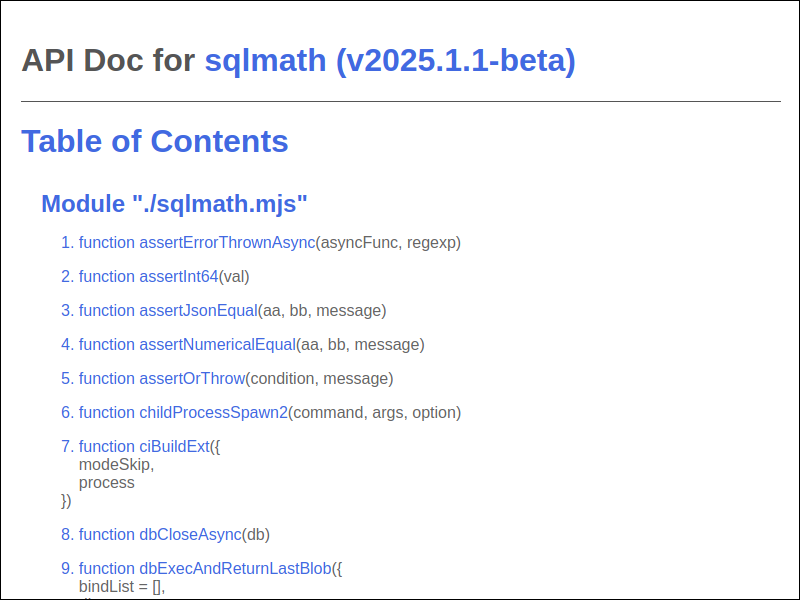 API Doc for sqlmath (v2025.1.1-beta)
Table of Contents
Module "./sqlmath.mjs"
1. function assertErrorThrownAsync(asyncFunc, regexp)
2. function assertInt64(val)
3. function assertJsonEqual(aa, bb, message)
4. function assertNumericalEqual(aa, bb, message)
5. function assertOrThrow(condition, message)
6. function childProcessSpawn2(command, args, option)
7. function ciBuildExt({
modeSkip,
process
})
8. function dbCloseAsync(db)
9. function dbExecAndReturnLastBlob({
bindList = [],